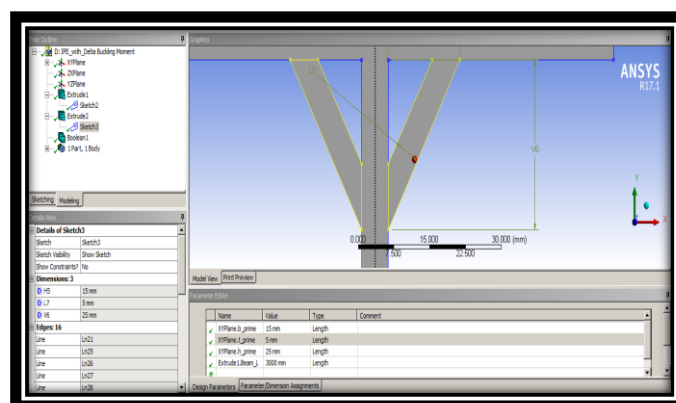 Tree Outline
Graphics
D: IPE_with_Delta Buckling Moment
XYPlane
ZXPlane
YZPlane
Extrude1
Sketch2
Extrude2
Sketch3
Boolean1
1 Part, 1 Body
ANSYS
R17.1
L7
V6
Y
X
0.000 15.000 30.000 (mm)
7.500 22.500
Sketching Modeling
Model View Print Preview
Details View
Details of Sketch3
Sketch Sketch3
Sketch Visibility Show Sketch
Show Constraints? No
Dimensions: 3
H5 15 mm
L7 5 mm
V6 25 mm
Edges: 16
Line Ln21
Line Ln25
Line Ln26
Line Ln27
Line Ln28
Parameter Editor
Name Value Type Comment
XYPlane.b_prime 15 mm Length
XYPlane.t_prime 5 mm Length
XYPlane.h_prime 25 mm Length
Extrude1.Beam_L 3000 mm Length
#
Design Parameters Parameter/Dimension Assignments